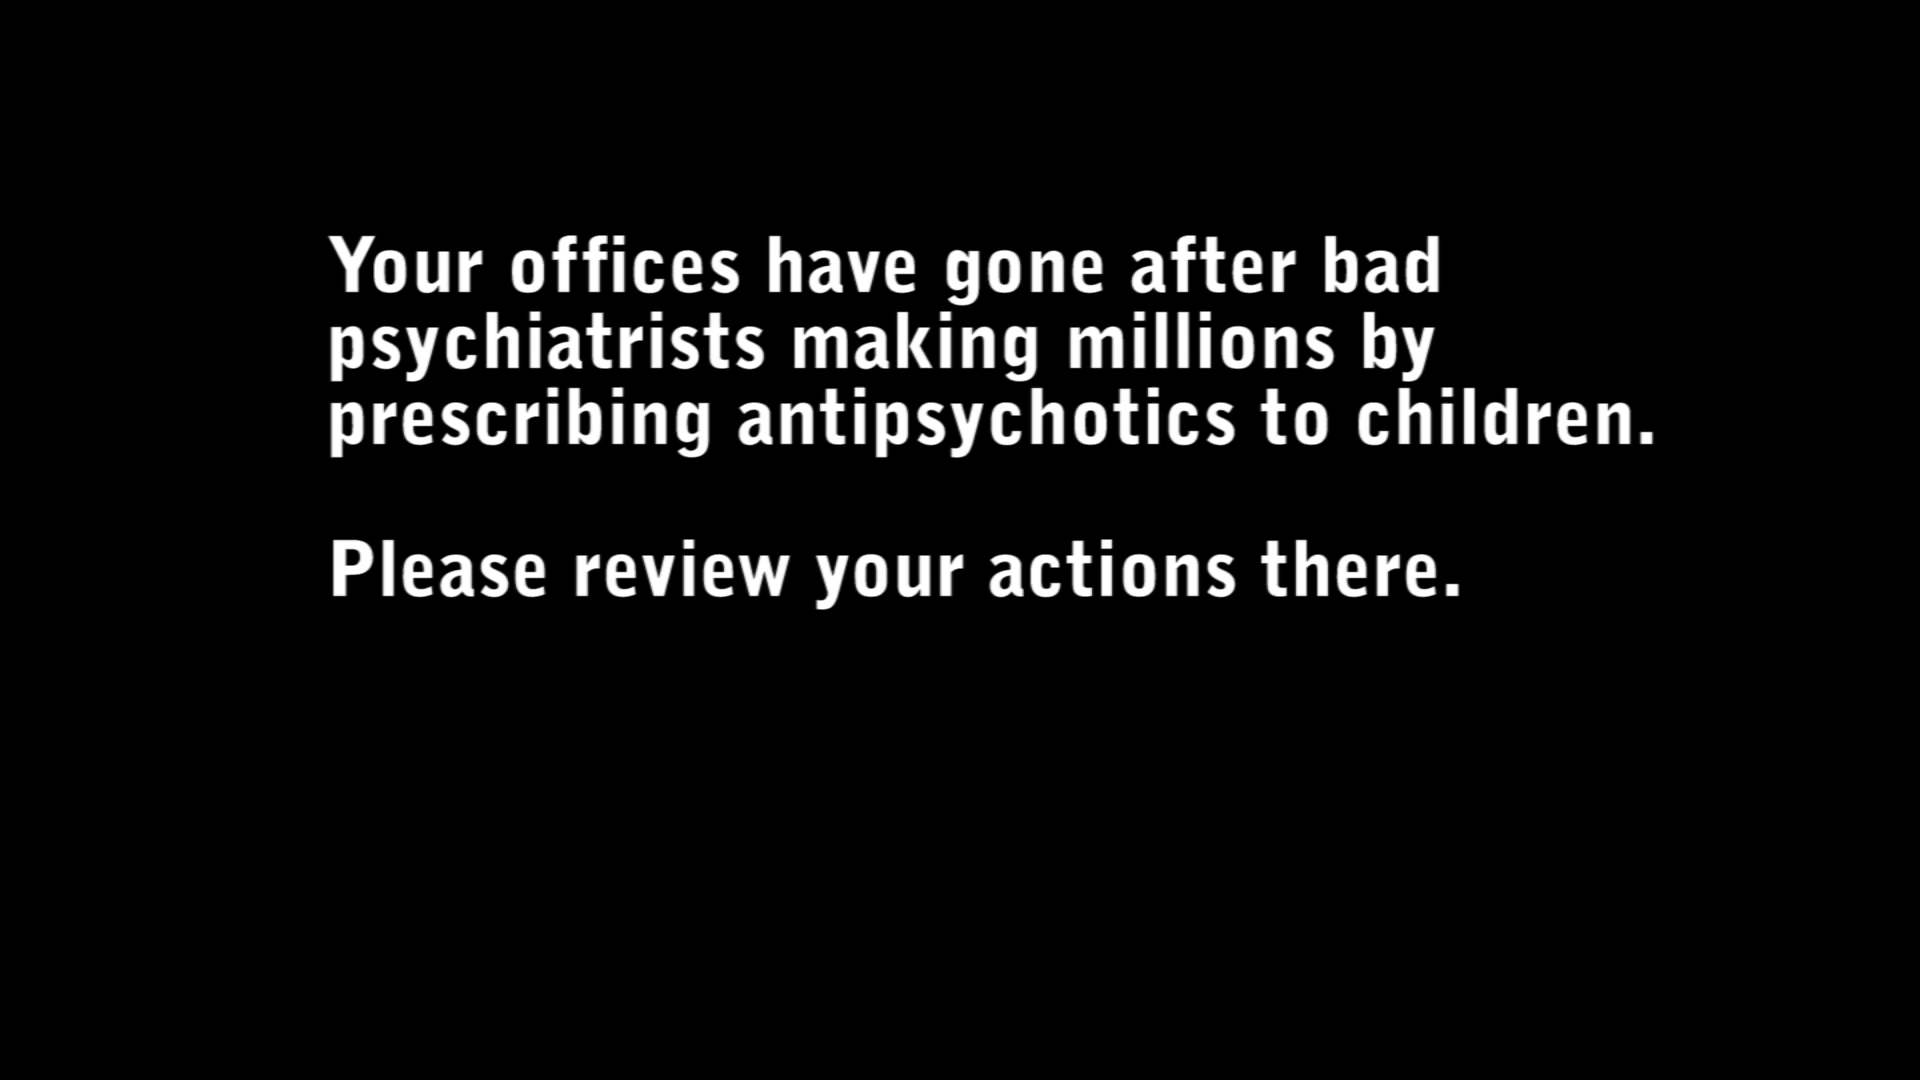 Your offices have gone after bad
psychiatrists making millions by
prescribing antipsychotics to children.
Please review your actions there.